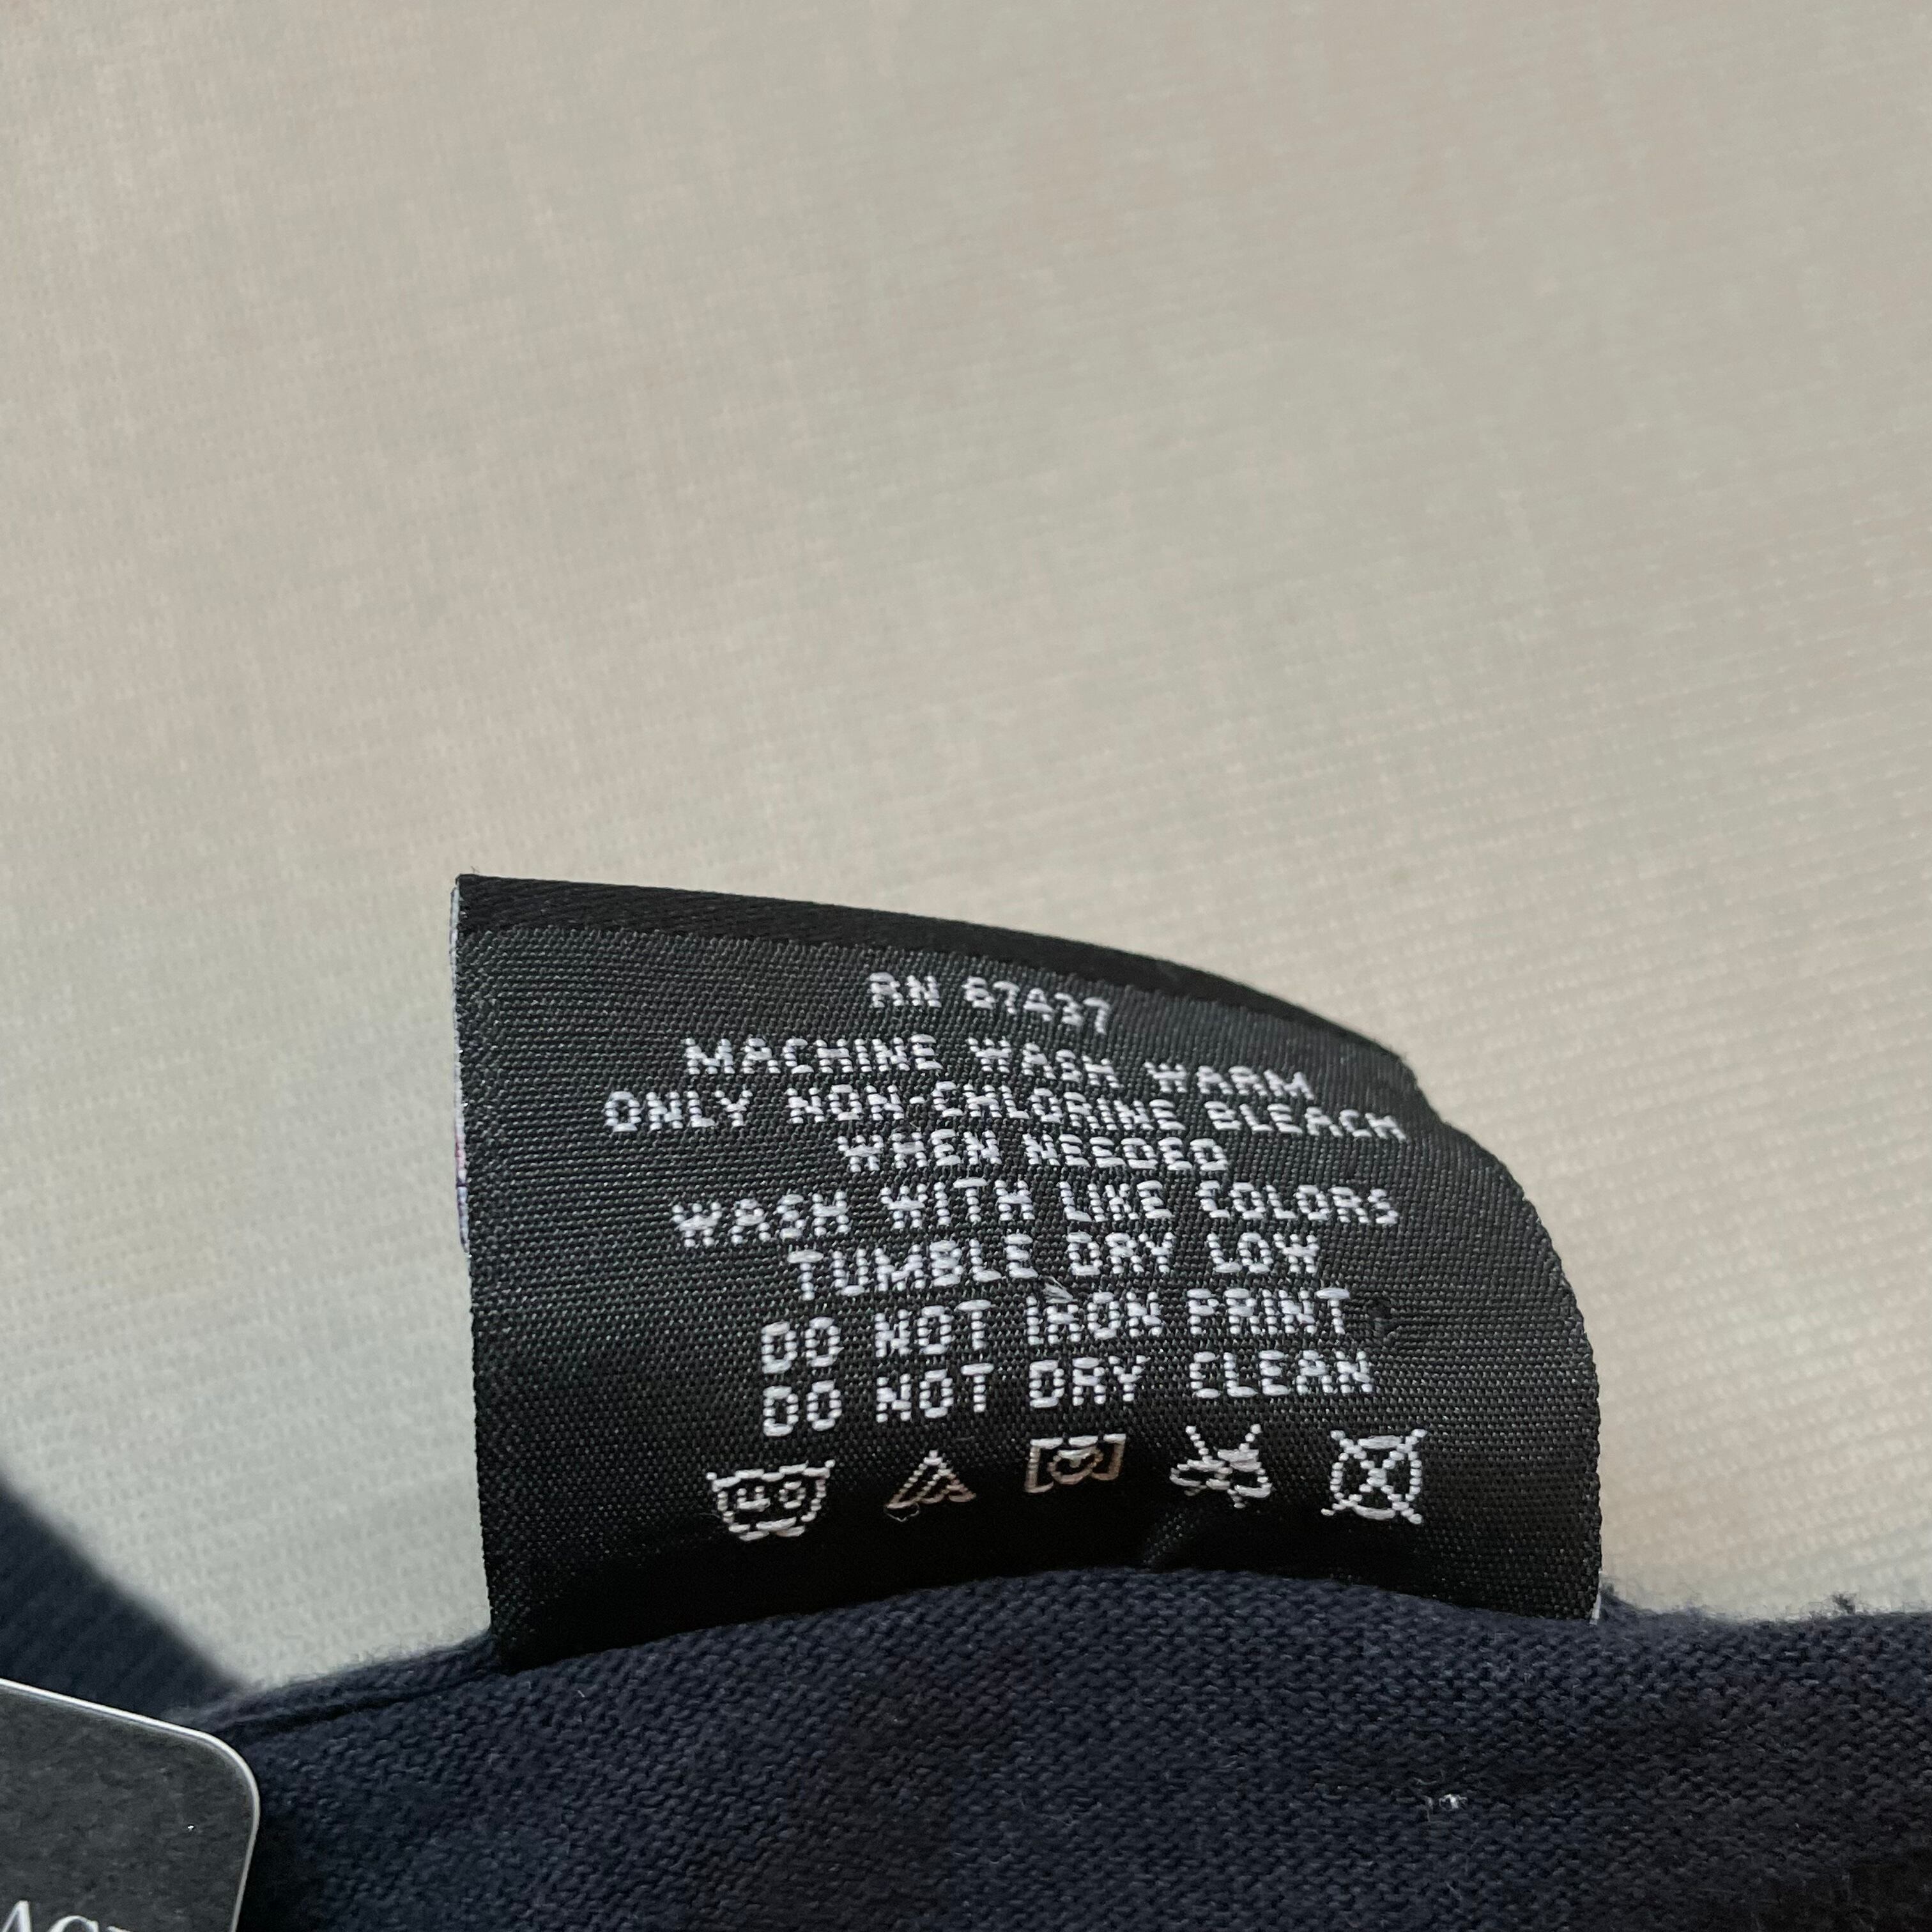 RN 67437
MACHINE WASH WARM
ONLY NON-CHLORINE BLEACH
WHEN NEEDED
WASH WITH LIKE COLORS
TUMBLE DRY LOW
DO NOT IRON PRINT
DO NOT DRY CLEAN
40